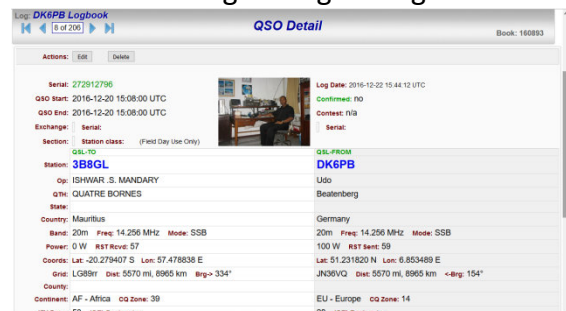 Log: DK6PB Logbook
8 of 206
QSO Detail
Book: 160893
Actions: Edit Delete
Serial: 272912796
Log Date: 2016-12-22 15:44:12 UTC
QSO Start: 2016-12-20 15:08:00 UTC
Confirmed: no
QSO End: 2016-12-20 15:08:00 UTC
Contest: n/a
Exchange: Serial:
Serial:
Section: Station class: (Field Day Use Only)
QSL-TO QSL-FROM
Station: 3B8GL DK6PB
Op: ISHWAR .S. MANDARY Udo
QTH: QUATRE BORNES Beatenberg
State:
Country: Mauritius Germany
Band: 20m Freq: 14.256 MHz Mode: SSB 20m Freq: 14.256 MHz Mode: SSB
Power: 0 W RST Rcvd: 57 100 W RST Sent: 59
Coords: Lat: -20.279407 S Lon: 57.478838 E Lat: 51.231820 N Lon: 6.853489 E
Grid: LG89rr Dist: 5570 mi, 8965 km Brg-> 334° JN36VQ Dist: 5570 mi, 8965 km <-Brg: 154°
County:
Continent: AF - Africa CQ Zone: 39 EU - Europe CQ Zone: 14